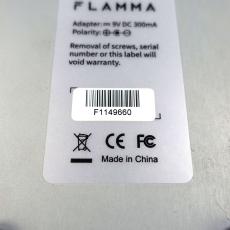 FLAMMA
Adapter: ⎓ 9V DC 300mA
Polarity:
Removal of screws, serial
number or this label will
void warranty.
F1149660
CE FC
Made in China